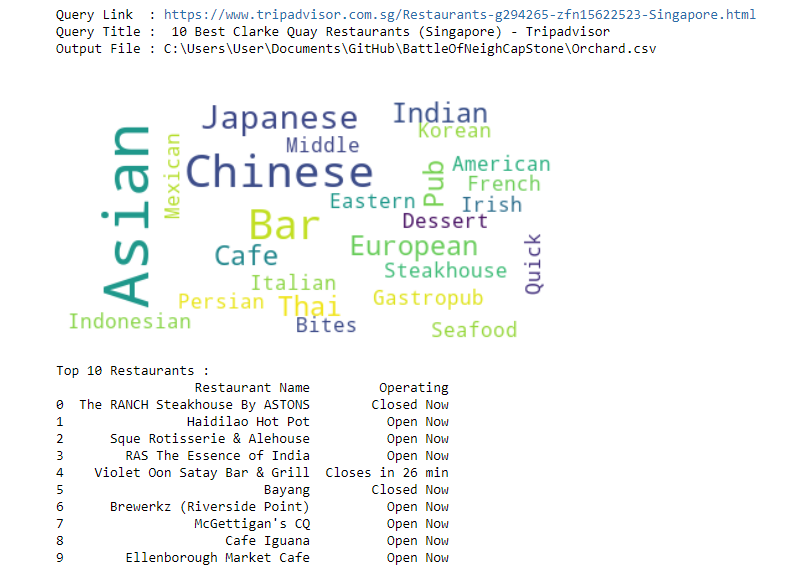 Query Link  : https://www.tripadvisor.com.sg/Restaurants-g294265-zfn15622523-Singapore.html
Query Title :  10 Best Clarke Quay Restaurants (Singapore) - Tripadvisor
Output File : C:\Users\User\Documents\GitHub\BattleOfNeighCapStone\Orchard.csv
Asian
Mexican
Japanese
Indian
Korean
Middle
Chinese
Pub
American
French
Eastern
Irish
Bar
Dessert
European
Cafe
Steakhouse
Quick
Italian
Persian
Thai
Gastropub
Indonesian
Bites
Seafood
Top 10 Restaurants :
Restaurant Name Operating
0 The RANCH Steakhouse By ASTONS Closed Now
1 Haidilao Hot Pot Open Now
2 Sque Rotisserie & Alehouse Open Now
3 RAS The Essence of India Open Now
4 Violet Oon Satay Bar & Grill Closes in 26 min
5 Bayang Closed Now
6 Brewerkz (Riverside Point) Open Now
7 McGettigan's CQ Open Now
8 Cafe Iguana Open Now
9 Ellenborough Market Cafe Open Now